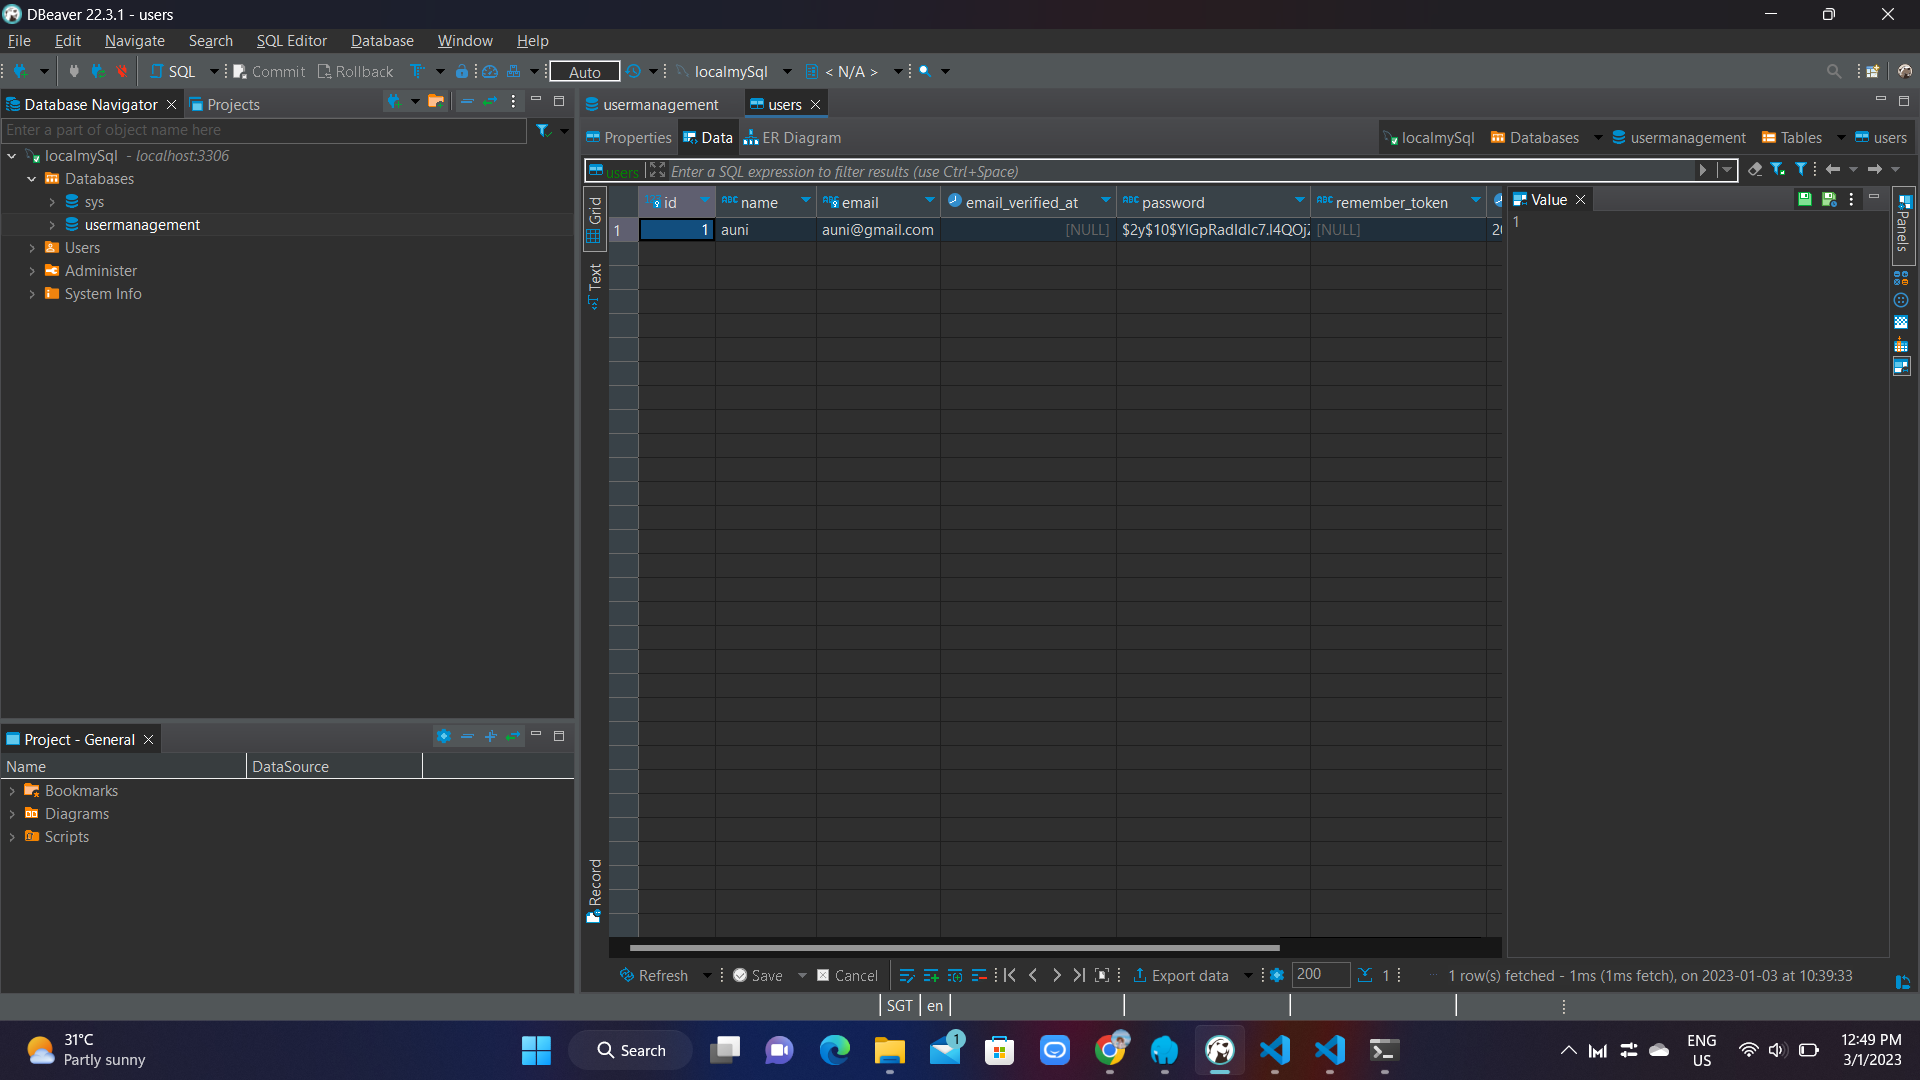 DBeaver 22.3.1 - users
File Edit Navigate Search SQL Editor Database Window Help
SQL Commit Rollback Auto localmySql < N/A >
Database Navigator Projects
Enter a part of object name here
localmySql - localhost:3306
Databases
sys
usermanagement
Users
Administer
System Info
Project - General
Name DataSource
Bookmarks
Diagrams
Scripts
usermanagement users
Properties Data ER Diagram localmySql Databases usermanagement Tables users
users Enter a SQL expression to filter results (use Ctrl+Space)
Grid
Text
Record
id name email email_verified_at password remember_token
1 1 auni auni@gmail.com [NULL] [NULL]
Value
1
Panels
Refresh Save Cancel Export data 200 1 1 row(s) fetched - 1ms (1ms fetch), on 2023-01-03 at 10:39:33
SGT en
31°C
Partly sunny
Search
1
ENG
US
12:49 PM
3/1/2023